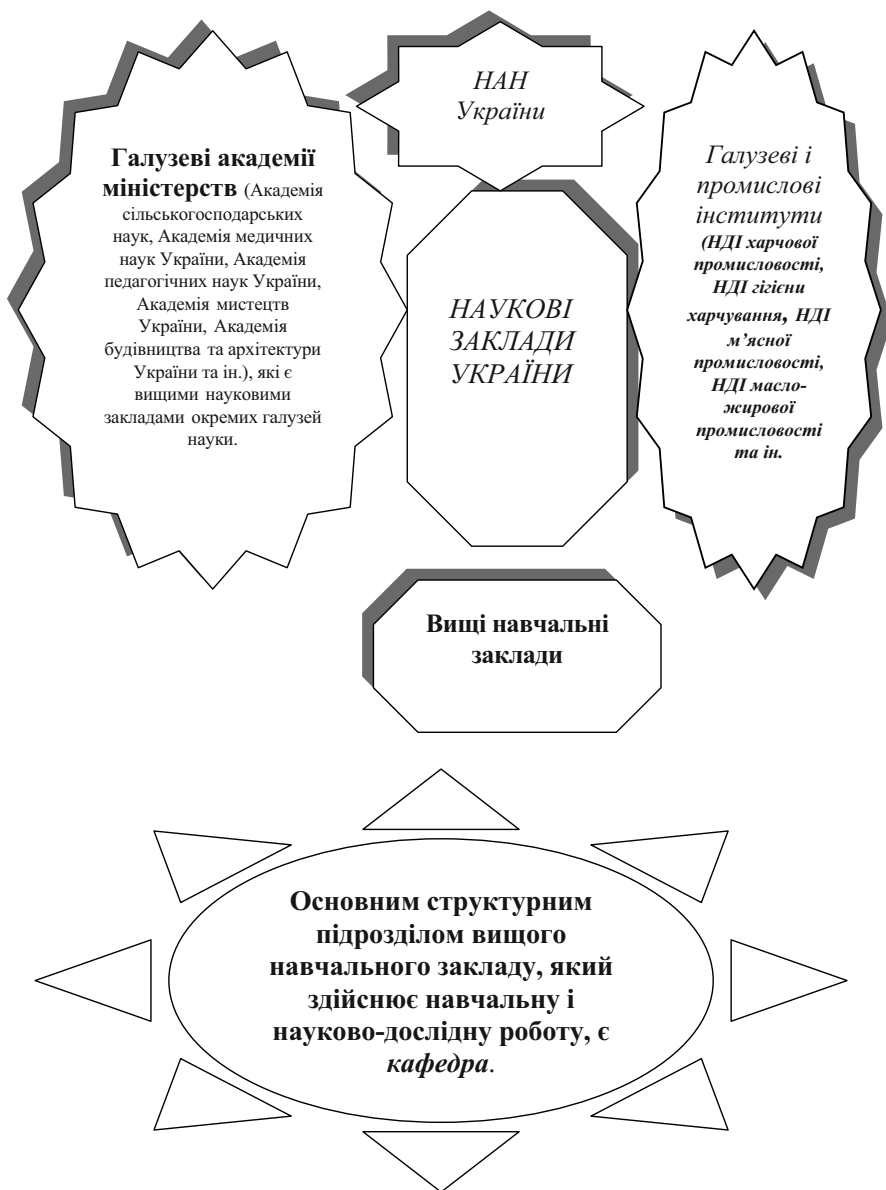 НАН
України
Галузеві академії
міністерств (Академія
сільськогосподарських
наук, Академія медичних
наук України, Академія
педагогічних наук України,
Академія мистецтв
України, Академія
будівництва та архітектури
України та ін.), які є
вищими науковими
закладами окремих галузей
науки.
НАУКОВІ
ЗАКЛАДИ
УКРАЇНИ
Галузеві і
промислові
інститути
(НДІ харчової
промисловості,
НДІ гігієни
харчування, НДІ
м’ясної
промисловості,
НДІ масло-
жирової
промисловості
та ін.
Вищі навчальні
заклади
Основним структурним
підрозділом вищого
навчального закладу, який
здійснює навчальну і
науково-дослідну роботу, є
кафедра.